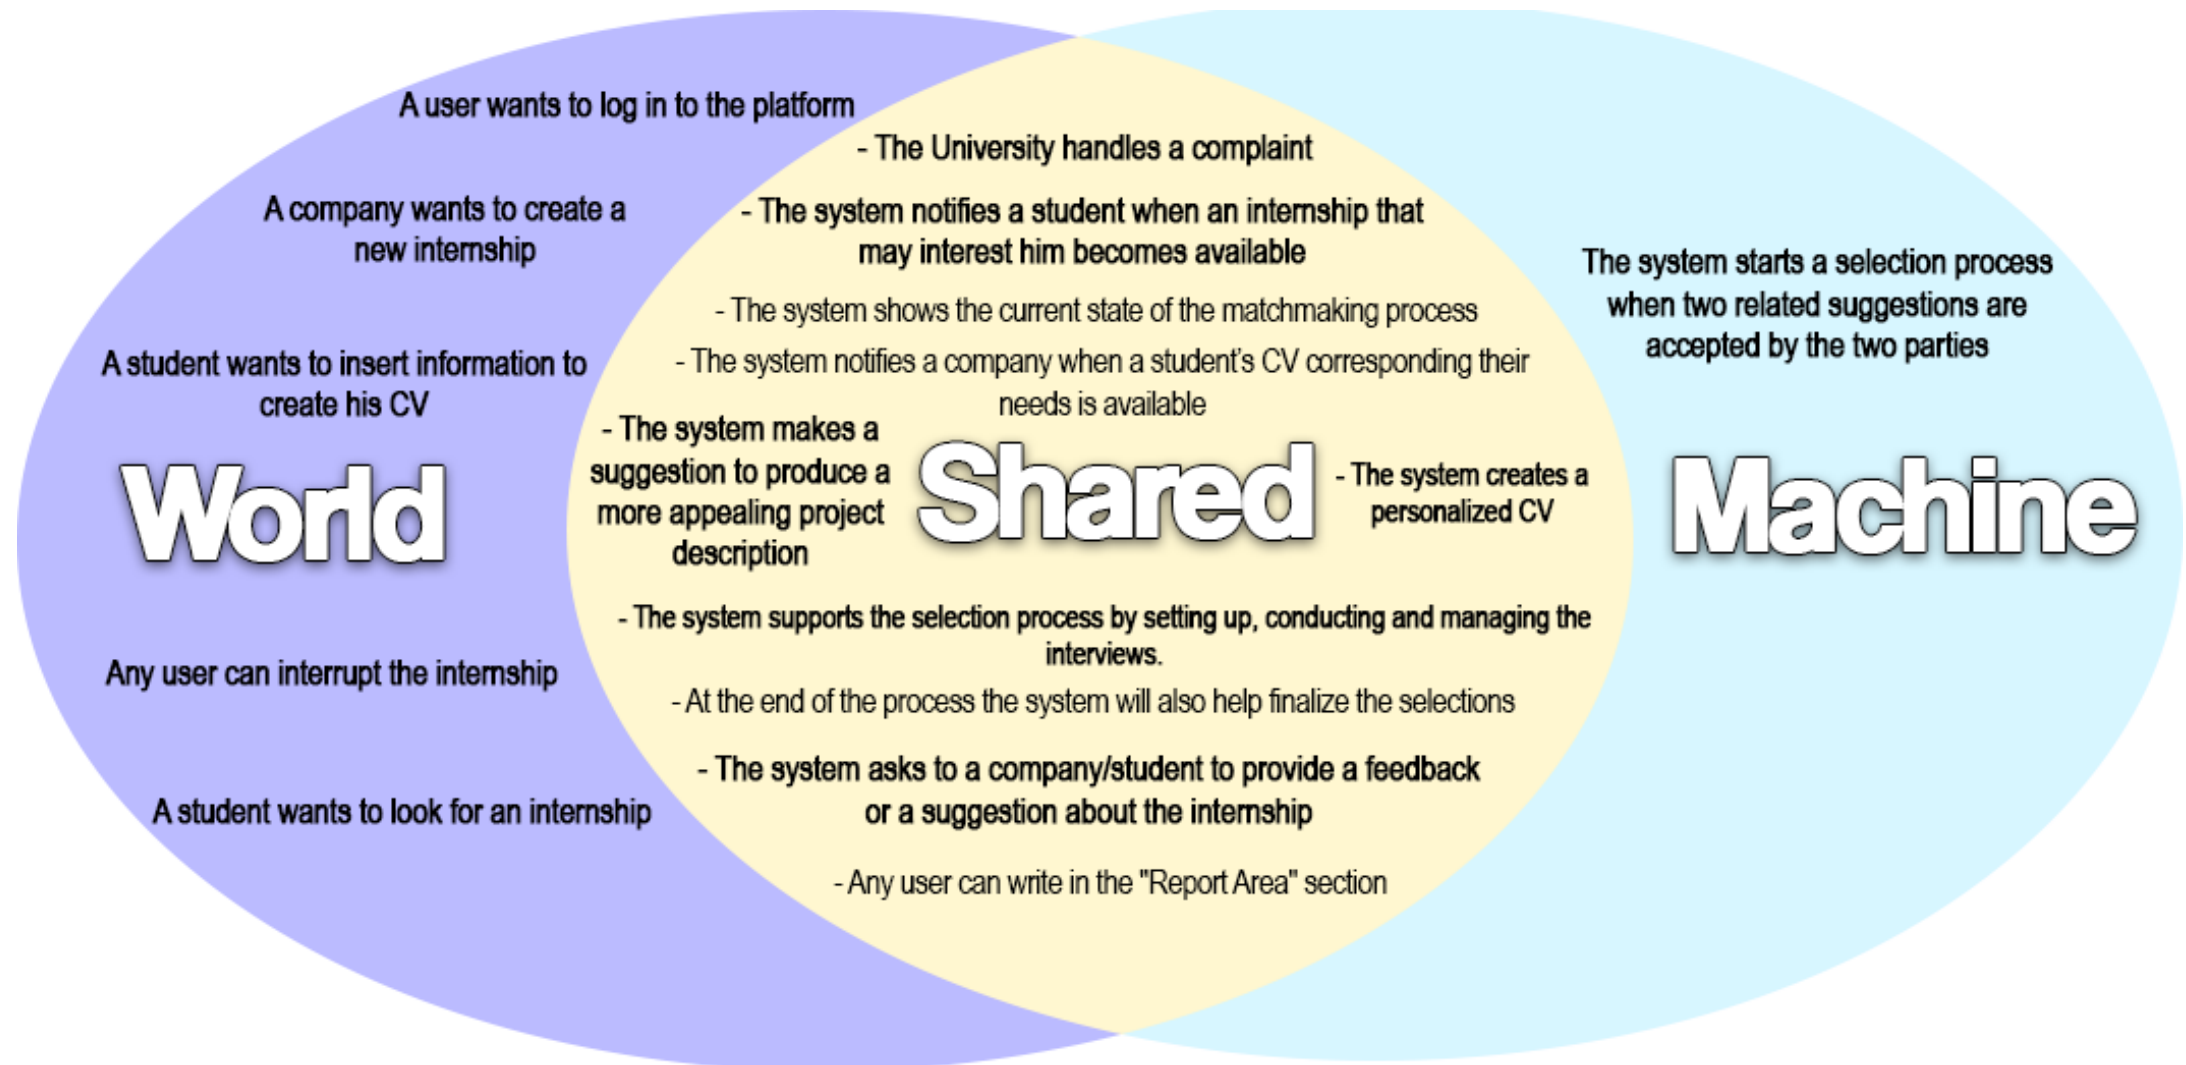 A user wants to log in to the platform
A company wants to create a
new internship
A student wants to insert information to
create his CV
World
Any user can interrupt the internship
A student wants to look for an internship
- The University handles a complaint
- The system notifies a student when an internship that
may interest him becomes available
- The system shows the current state of the matchmaking process
- The system notifies a company when a student's CV corresponding their
needs is available
- The system makes a
suggestion to produce a
more appealing project
description
Shared
- The system creates a
personalized CV
- The system supports the selection process by setting up, conducting and managing the
interviews.
- At the end of the process the system will also help finalize the selections
- The system asks to a company/student to provide a feedback
or a suggestion about the internship
- Any user can write in the "Report Area" section
The system starts a selection process
when two related suggestions are
accepted by the two parties
Machine